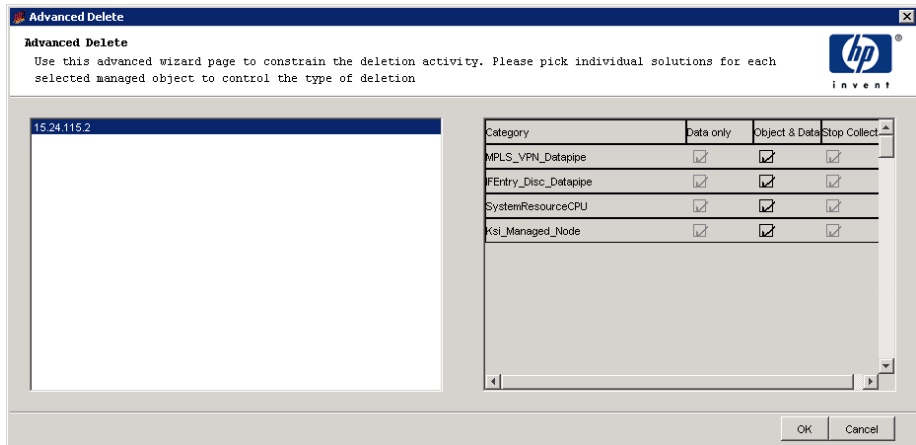 Advanced Delete
Advanced Delete
Use this advanced wizard page to constrain the deletion activity. Please pick individual solutions for each
selected managed object to control the type of deletion
hp
®
invent
15.24.115.2
Category Data only Object & Data Stop Collect
MPLS_VPN_Datapipe
IFEntry_Disc_Datapipe
SystemResourceCPU
Ksi_Managed_Node
OK Cancel